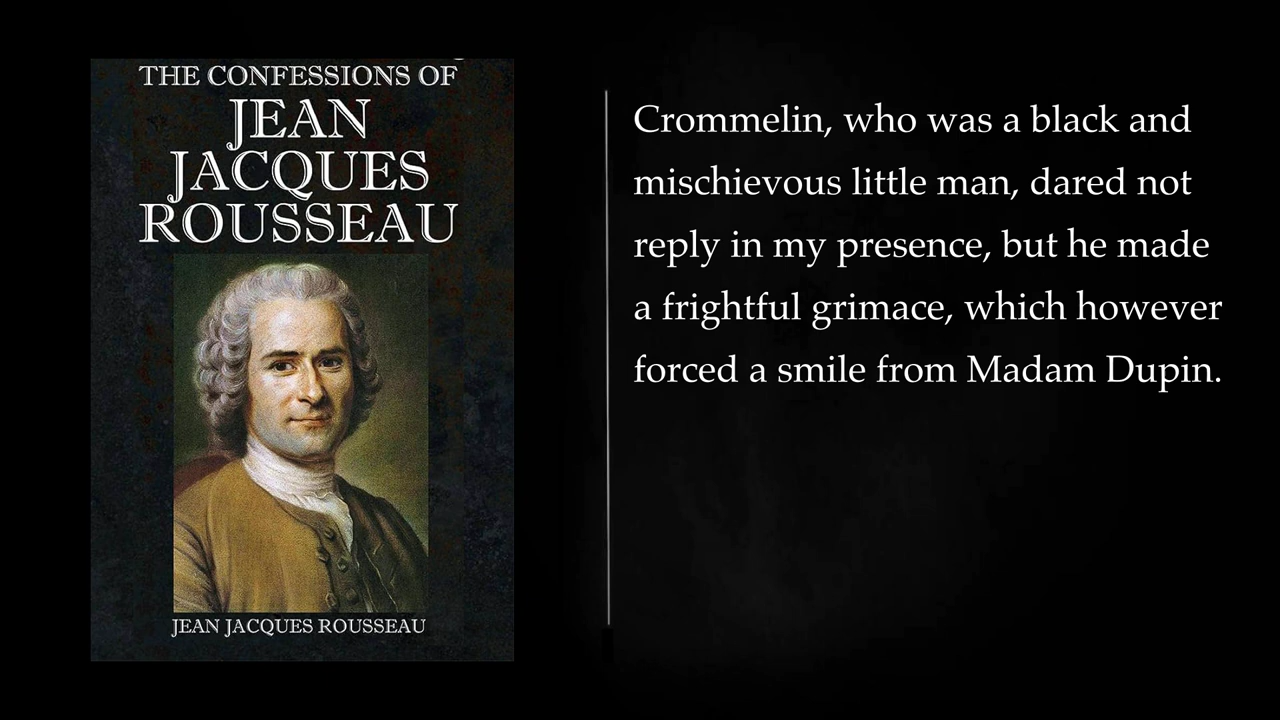 THE CONFESSIONS OF
JEAN
JACQUES
ROUSSEAU
JEAN JACQUES ROUSSEAU
Crommelin, who was a black and
mischievous little man, dared not
reply in my presence, but he made
a frightful grimace, which however
forced a smile from Madam Dupin.